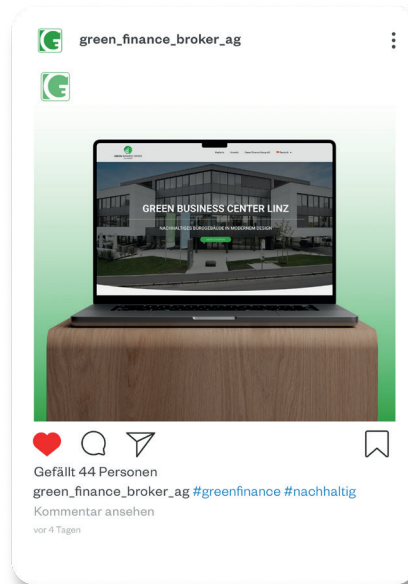 green_finance_broker_ag
GREEN BUSINESS CENTER LINZ
NACHHALTIGES BÜROGEBÄUDE IN MODERNEM DESIGN
Gefällt 44 Personen
green_finance_broker_ag #greenfinance #nachhaltig
Kommentar ansehen
vor 4 Tagen